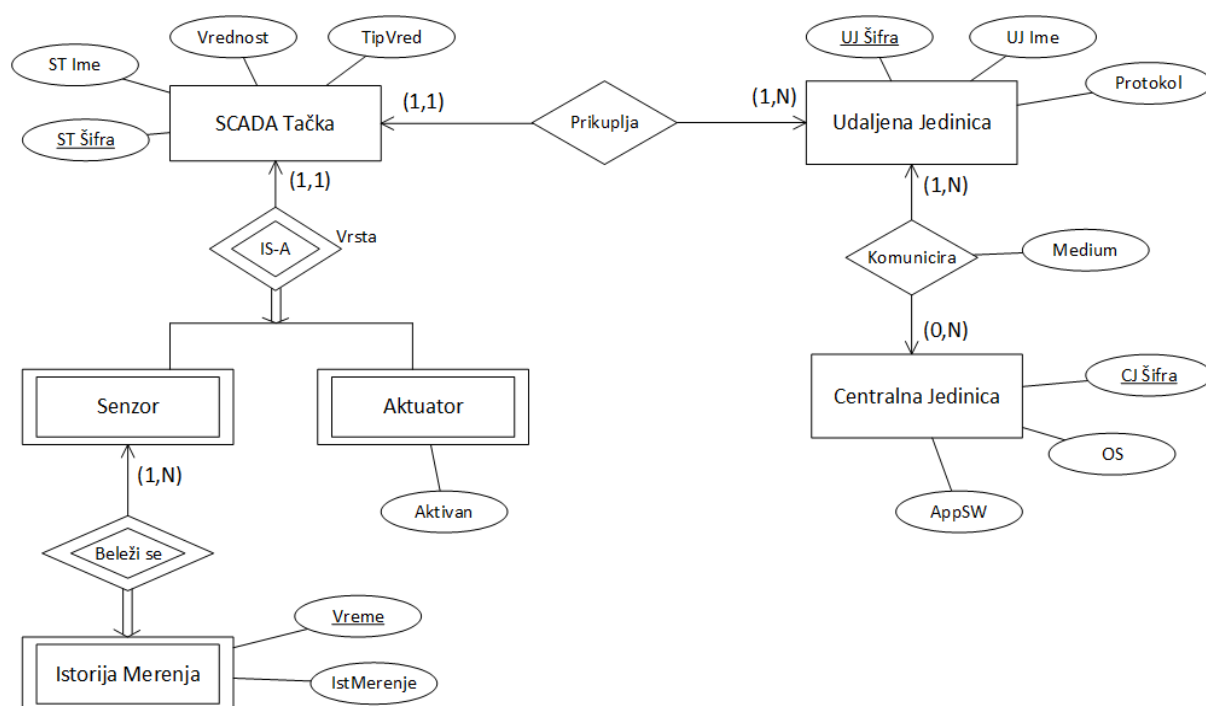 Vrednost
TipVred
ST Ime
SCADA Tačka
ST Šifra
(1,1)
Prikuplja
(1,N)
UJ Šifra
UJ Ime
Protokol
Udaljena Jedinica
(1,1)
IS-A
Vrsta
(1,N)
Komunicira
Medium
(0,N)
Senzor
Aktuator
Centralna Jedinica
CJ Šifra
OS
AppSW
(1,N)
Aktivan
Beleži se
Vreme
Istorija Merenja
IstMerenje